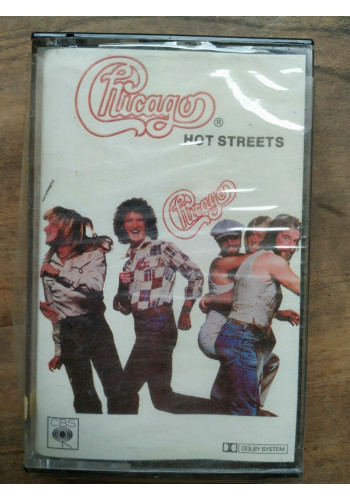 Chicago
®
HOT STREETS
Chicago
CBS
DOLBY SYSTEM